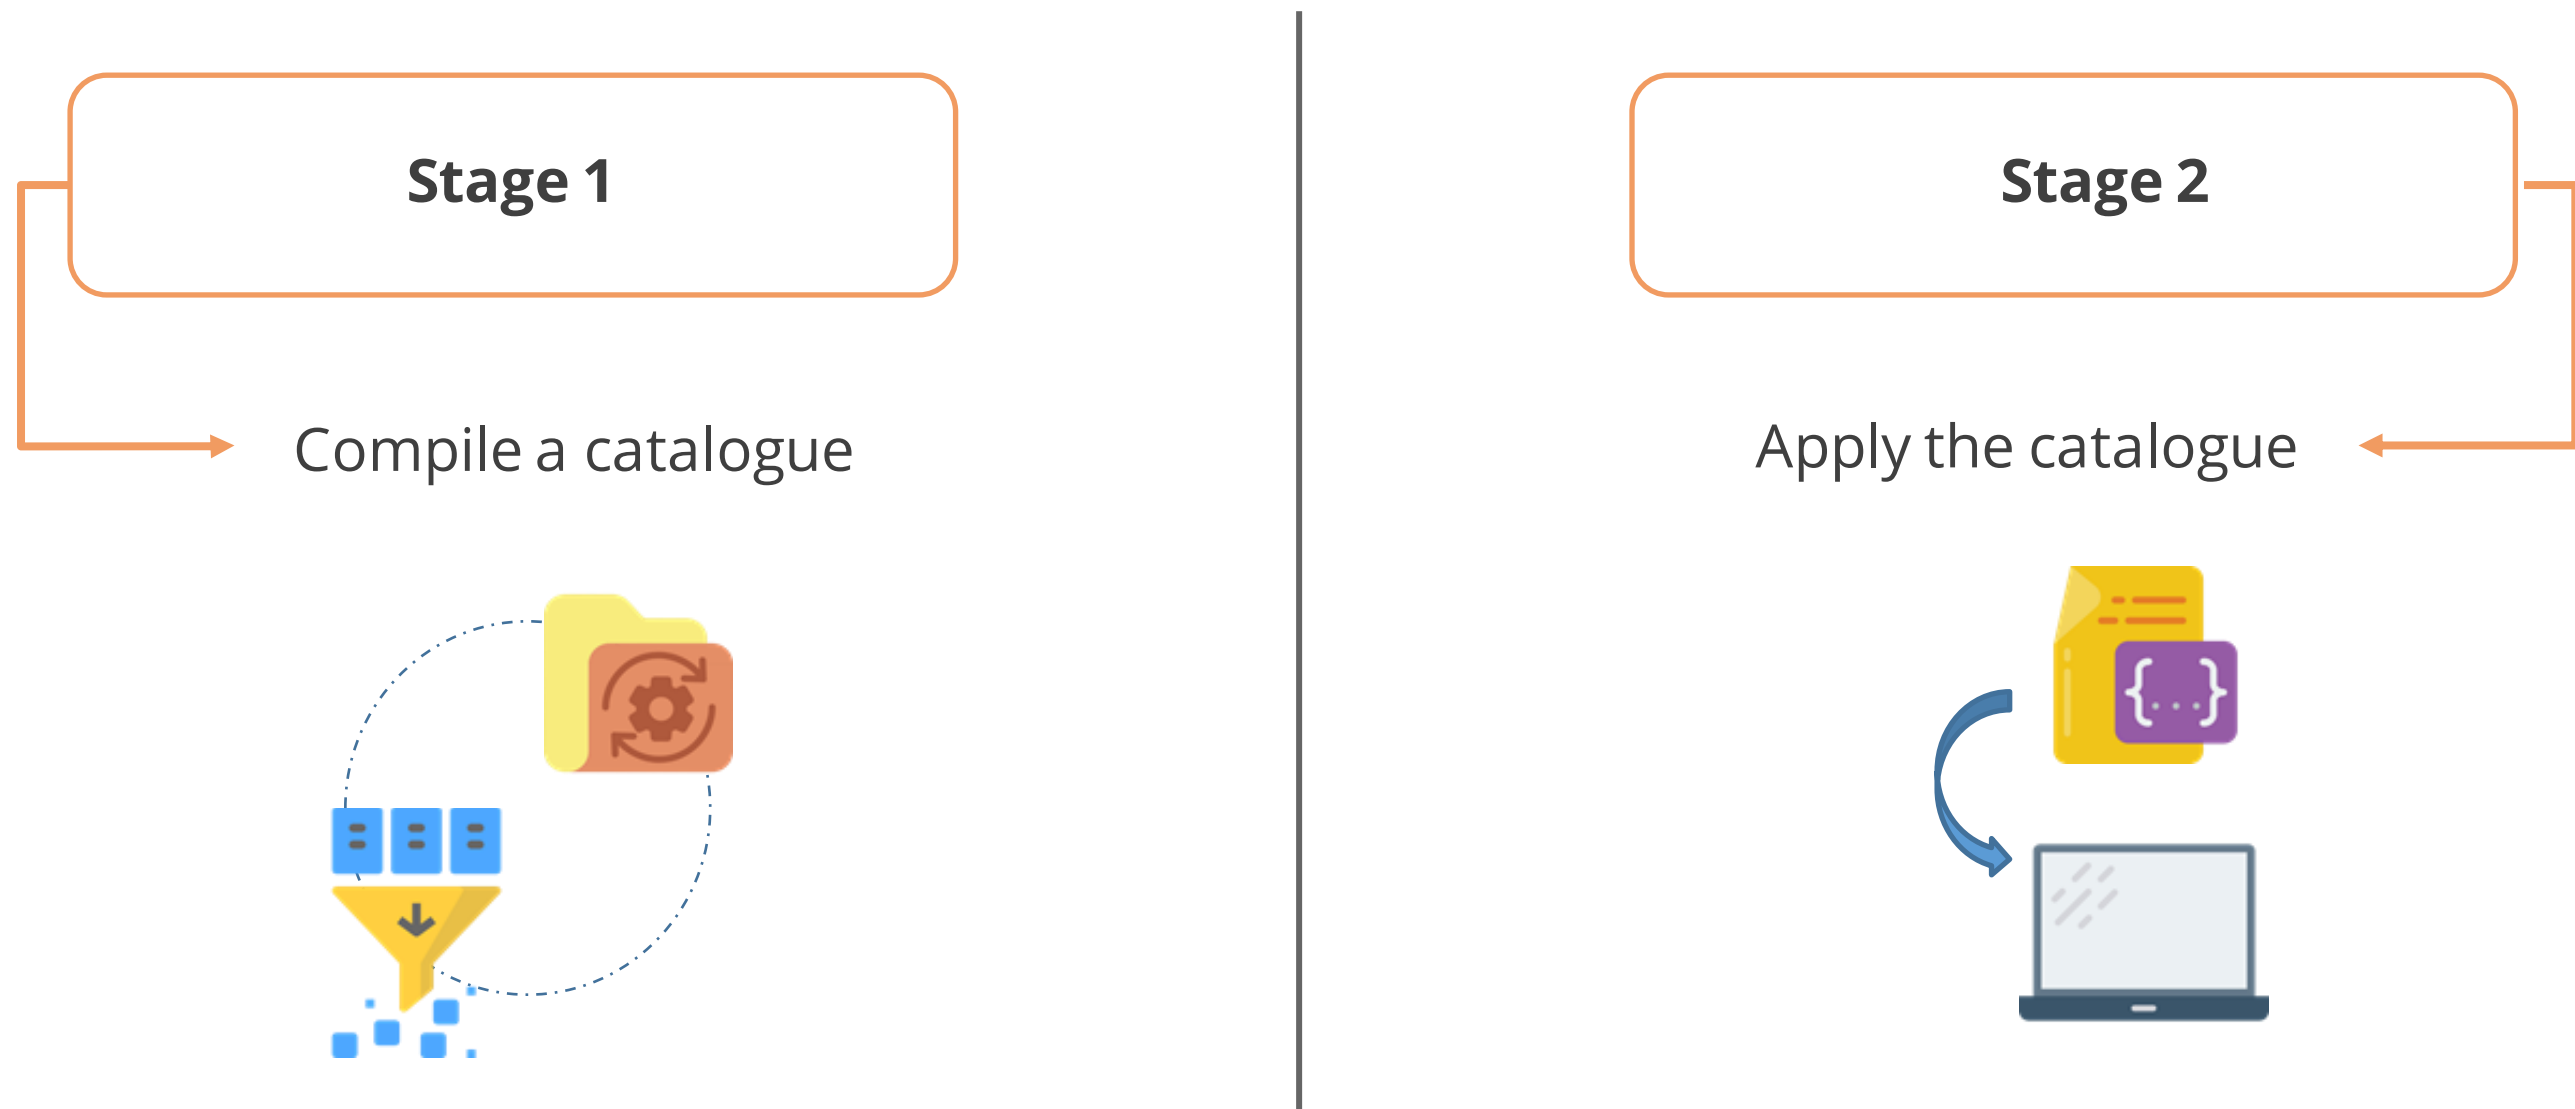 Stage 1
Compile a catalogue
Stage 2
Apply the catalogue
{...}